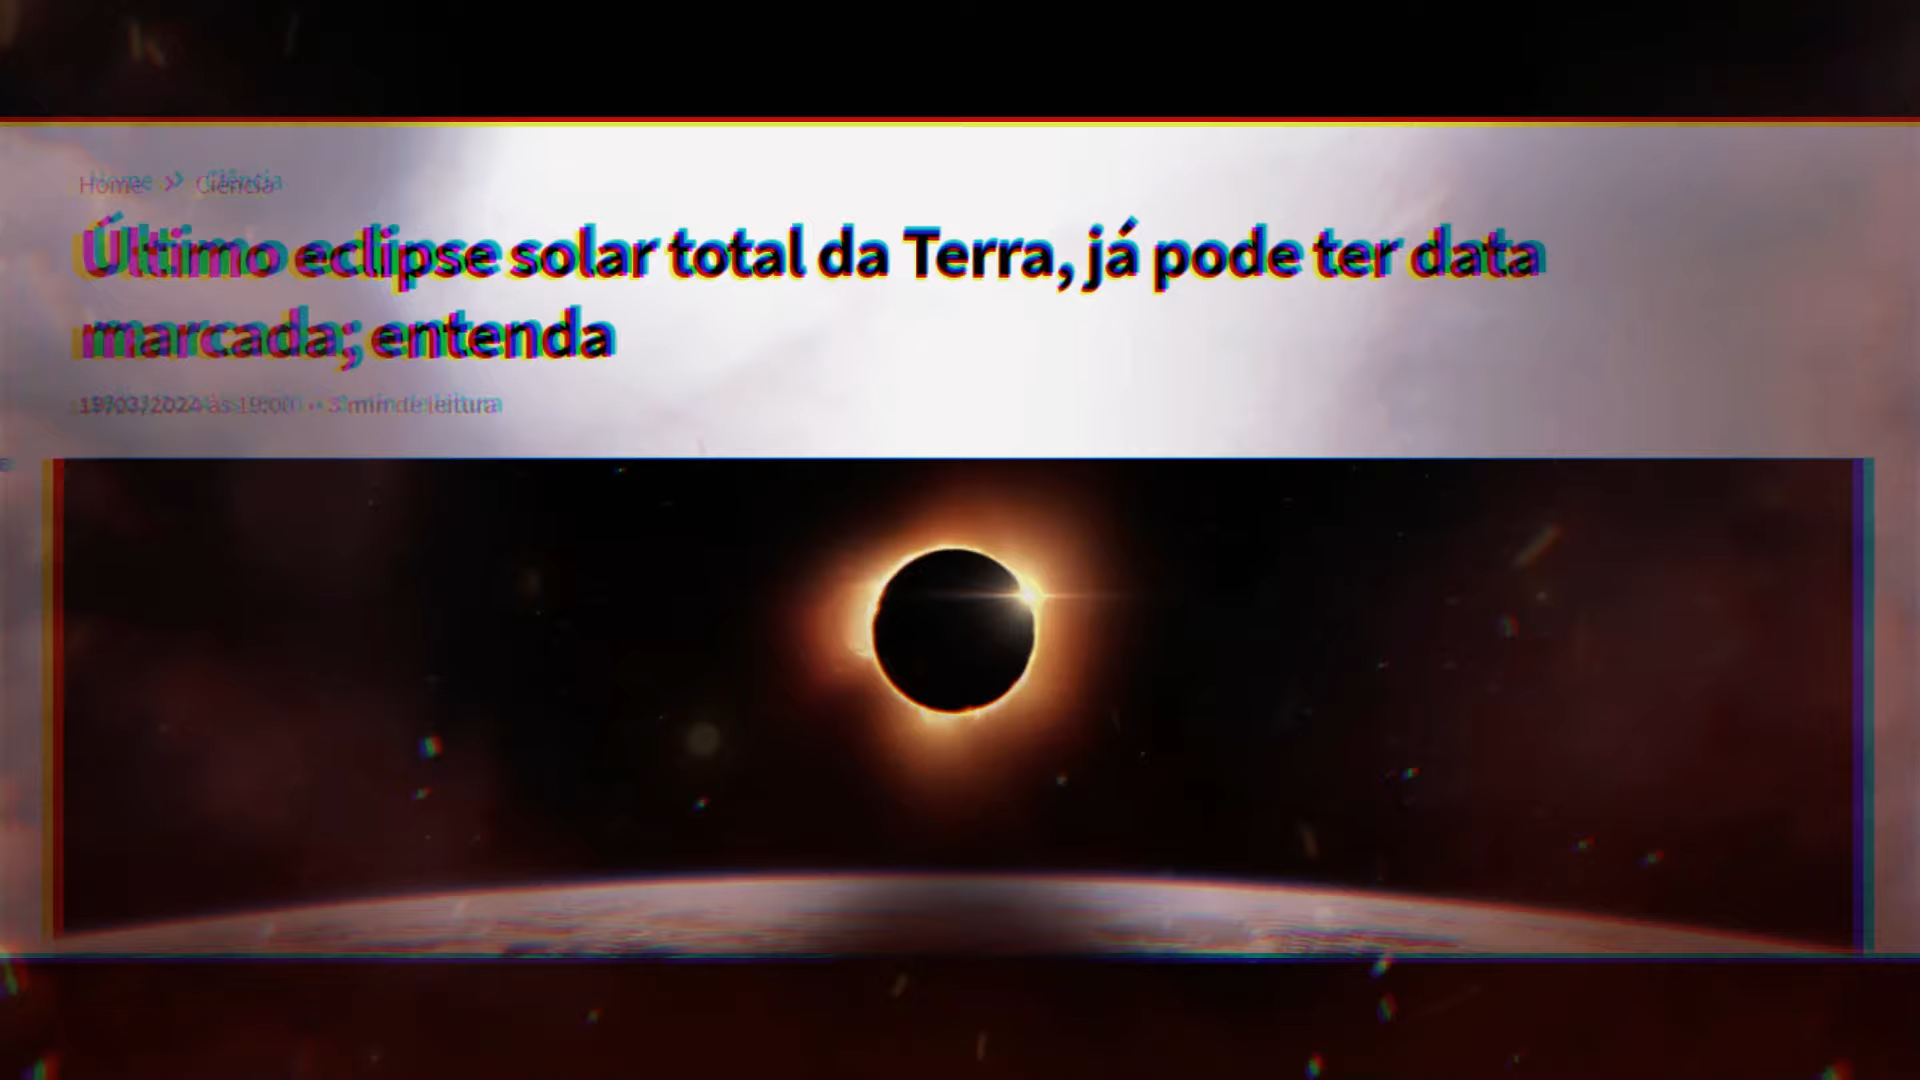 Home » Ciência
Último eclipse solar total da Terra, já pode ter data
marcada; entenda
19/03/2024 às 19:00 • 3 min de leitura